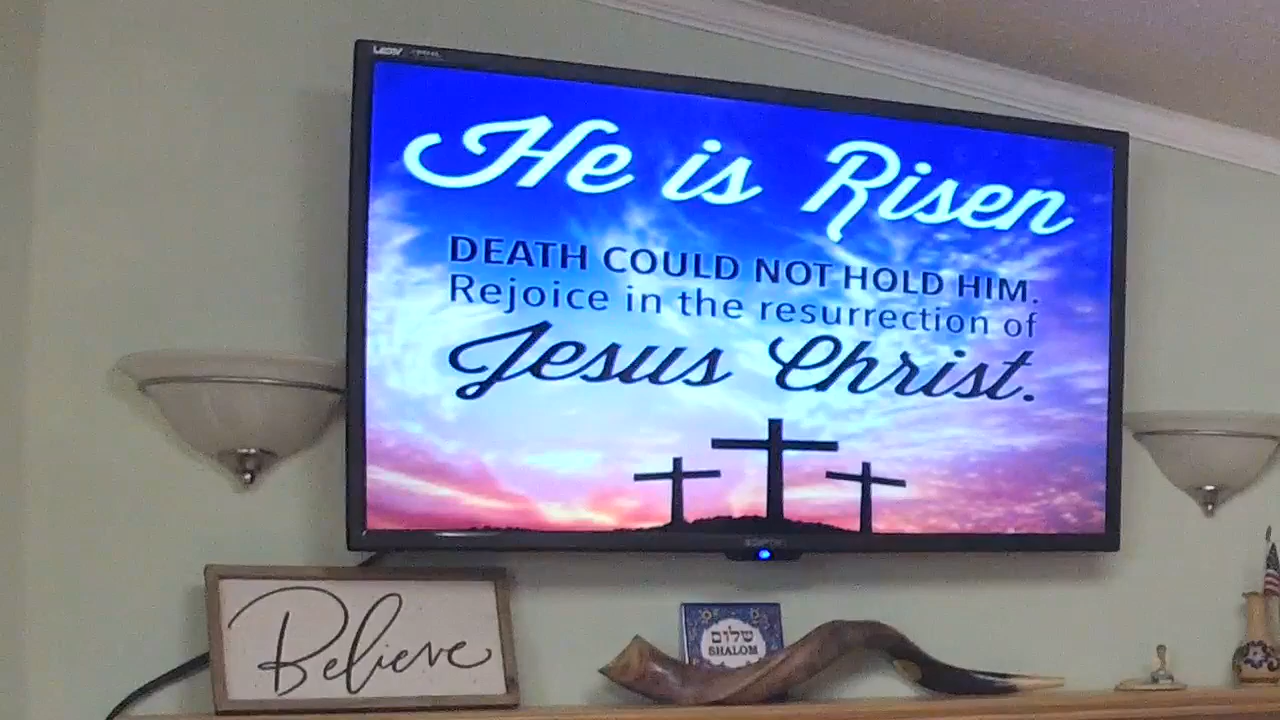 He is Risen
DEATH COULD NOT HOLD HIM.
Rejoice in the resurrection of
Jesus Christ.
Believe
שלום
SHALOM